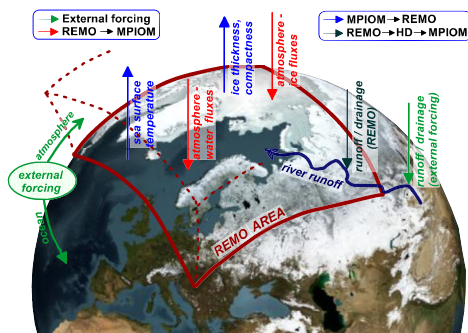 External forcing
REMO → MPIOM
MPIOM → REMO
REMO → HD → MPIOM
sea surface
temperature
atmosphere -
water fluxes
ice thickness,
compactness
atmosphere -
ice fluxes
runoff / drainage
(REMO)
runoff / drainage
(external forcing)
atmosphere
external
forcing
ocean
river runoff
REMO AREA